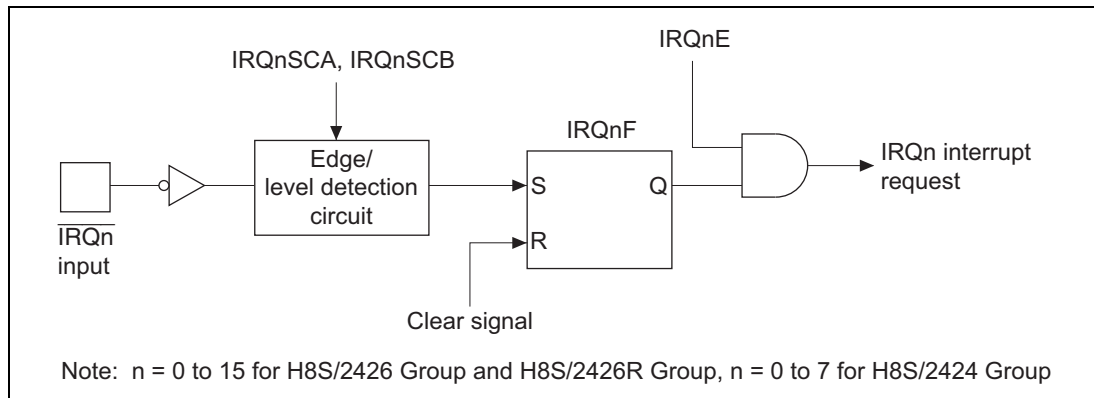 IRQnE
IRQnSCA, IRQnSCB
IRQnF
Edge/
level detection
circuit
S
Q
R
IRQn interrupt
request
IRQn
input
Clear signal
Note: n = 0 to 15 for H8S/2426 Group and H8S/2426R Group, n = 0 to 7 for H8S/2424 Group